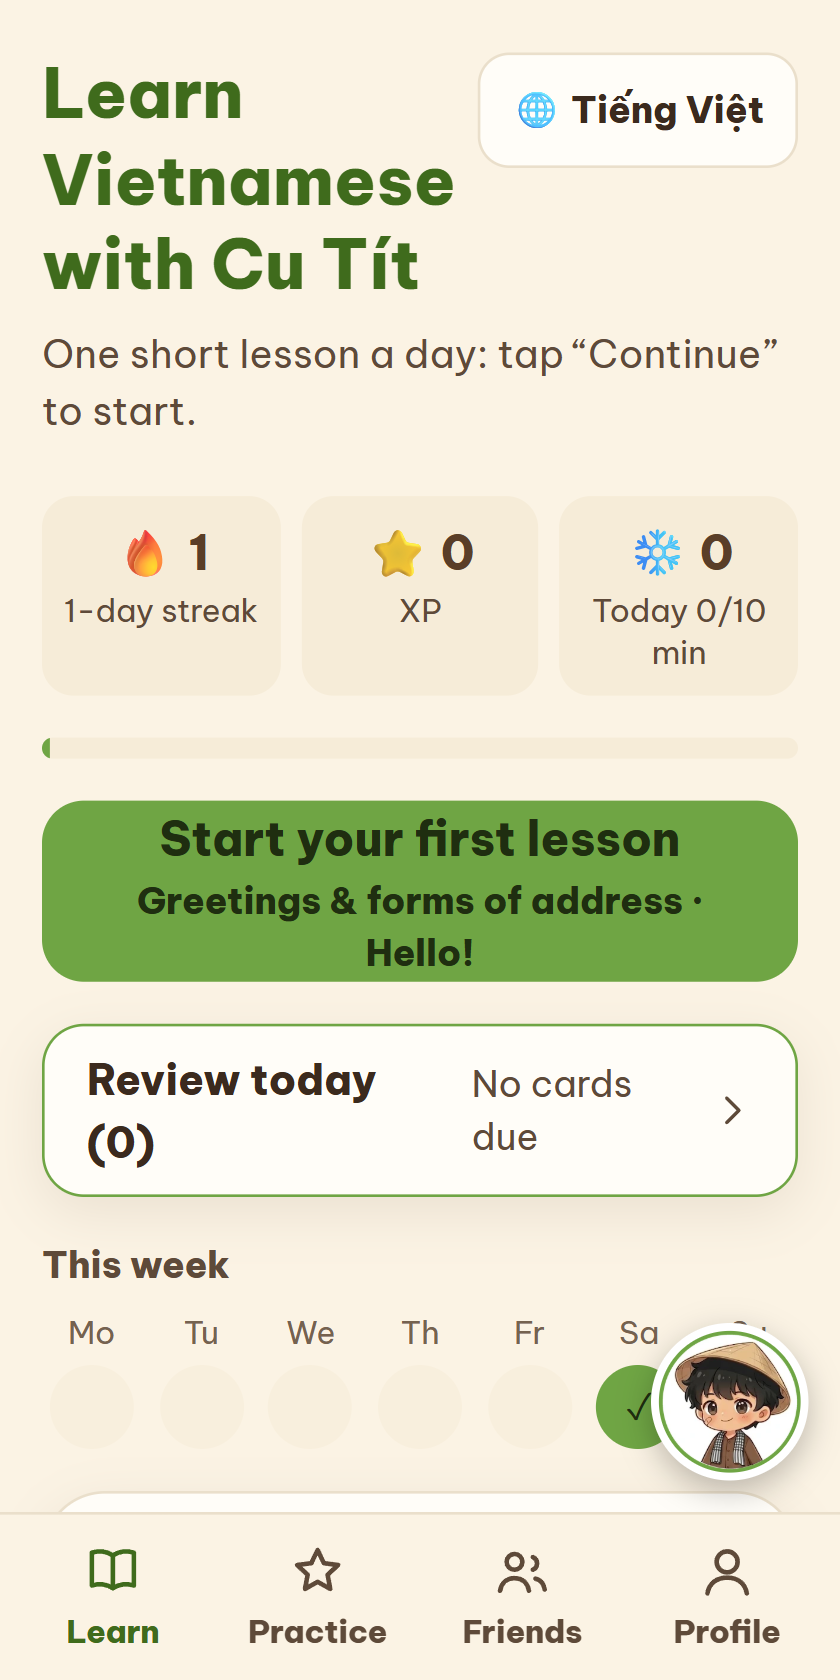 Learn
Vietnamese
with Cu Tít
🌐 Tiếng Việt
One short lesson a day: tap “Continue”
to start.
1
1-day streak
0
XP
0
Today 0/10
min
Start your first lesson
Greetings & forms of address ·
Hello!
Review today
(0)
No cards
due
This week
Mo Tu We Th Fr Sa
Learn Practice Friends Profile